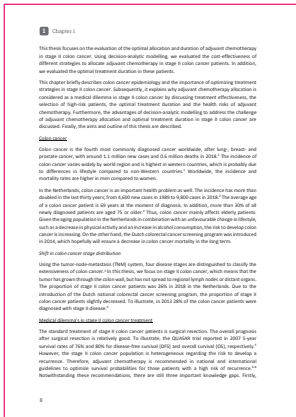 1 Chapter 1
This thesis focuses on the evaluation of the optimal allocation and duration of adjuvant chemotherapy
in stage II colon cancer. Using decision-analytic modelling, we evaluated the cost-effectiveness of
different strategies to allocate adjuvant chemotherapy in stage II colon cancer patients. In addition,
we evaluated the optimal treatment duration in these patients.
This chapter briefly describes colon cancer epidemiology and the importance of optimizing treatment
strategies in stage II colon cancer. Subsequently, it explains why adjuvant chemotherapy allocation is
considered as a medical dilemma in stage II colon cancer by discussing treatment effectiveness, the
selection of high-risk patients, the optimal treatment duration and the health risks of adjuvant
chemotherapy. Furthermore, the advantages of decision modelling to address the challenge of
adjuvant chemotherapy allocation and optimal treatment duration in stage II colon cancer are
discussed. Finally, the aims and outline of this thesis are described.
Colon cancer
Colon cancer is the fourth most commonly diagnosed cancer worldwide, after lung-, breast- and
prostate cancer, with around 1.1 million new cases and 0.6 million deaths in 2018. The incidence of
colon cancer varies widely by world region and is highest in western countries, which is probably due
to differences in lifestyle compared to non-Western countries. Worldwide, the incidence and
mortality rates are higher in men compared to women.
In the Netherlands, colon cancer is an important health problem as well. The incidence has more than
doubled in the last thirty years; from 4,600 new cases in 1989 to 9,800 cases in 2018. The average age
of a colon cancer patient is 69 years at the moment of diagnosis. In addition, more than 30% of all
newly diagnosed patients are aged 75 or older. Thus, colon cancer mainly affects elderly patients.
Given the aging population in the Netherlands in combination with an unfavourable change in lifestyle,
such as a decrease in physical activity and an increase in alcohol consumption, the risk to develop colon
cancer is increasing. On the other hand, the Dutch colorectal cancer screening program was introduced
in 2014, which hopefully will ensure a decrease in colon cancer mortality in the long term.
Shift in colon cancer stage distribution
Using the tumor-node-metastasis (TNM) system, four disease stages are distinguished to classify the
extensiveness of colon cancer. In this thesis, we focus on stage II colon cancer, which means that the
tumor has grown through the colon wall, but has not spread to regional lymph nodes or distant organs.
The proportion of stage II colon cancer patients was 26% in 2018 in the Netherlands. Due to the
introduction of the Dutch national colorectal cancer screening program, the proportion of stage II
colon cancer patients slightly decreased. To illustrate, in 2013 28% of the colon cancer patients were
diagnosed with stage II disease.
Medical dilemma's in stage II colon cancer treatment
The standard treatment of stage II colon cancer patients is surgical resection. The overall prognosis
after surgical resection is relatively good. To illustrate, the QUASAR trial reported in 2007 5-year
survival rates of 76% and 80% for disease-free survival (DFS) and overall survival (OS), respectively.
However, the stage II colon cancer population is heterogeneous regarding the risk to develop a
recurrence. Therefore, adjuvant chemotherapy is recommended in national and international
guidelines to optimise survival probabilities for those patients with a high risk of recurrence.
Notwithstanding these recommendations, there are still three important knowledge gaps. Firstly,
8